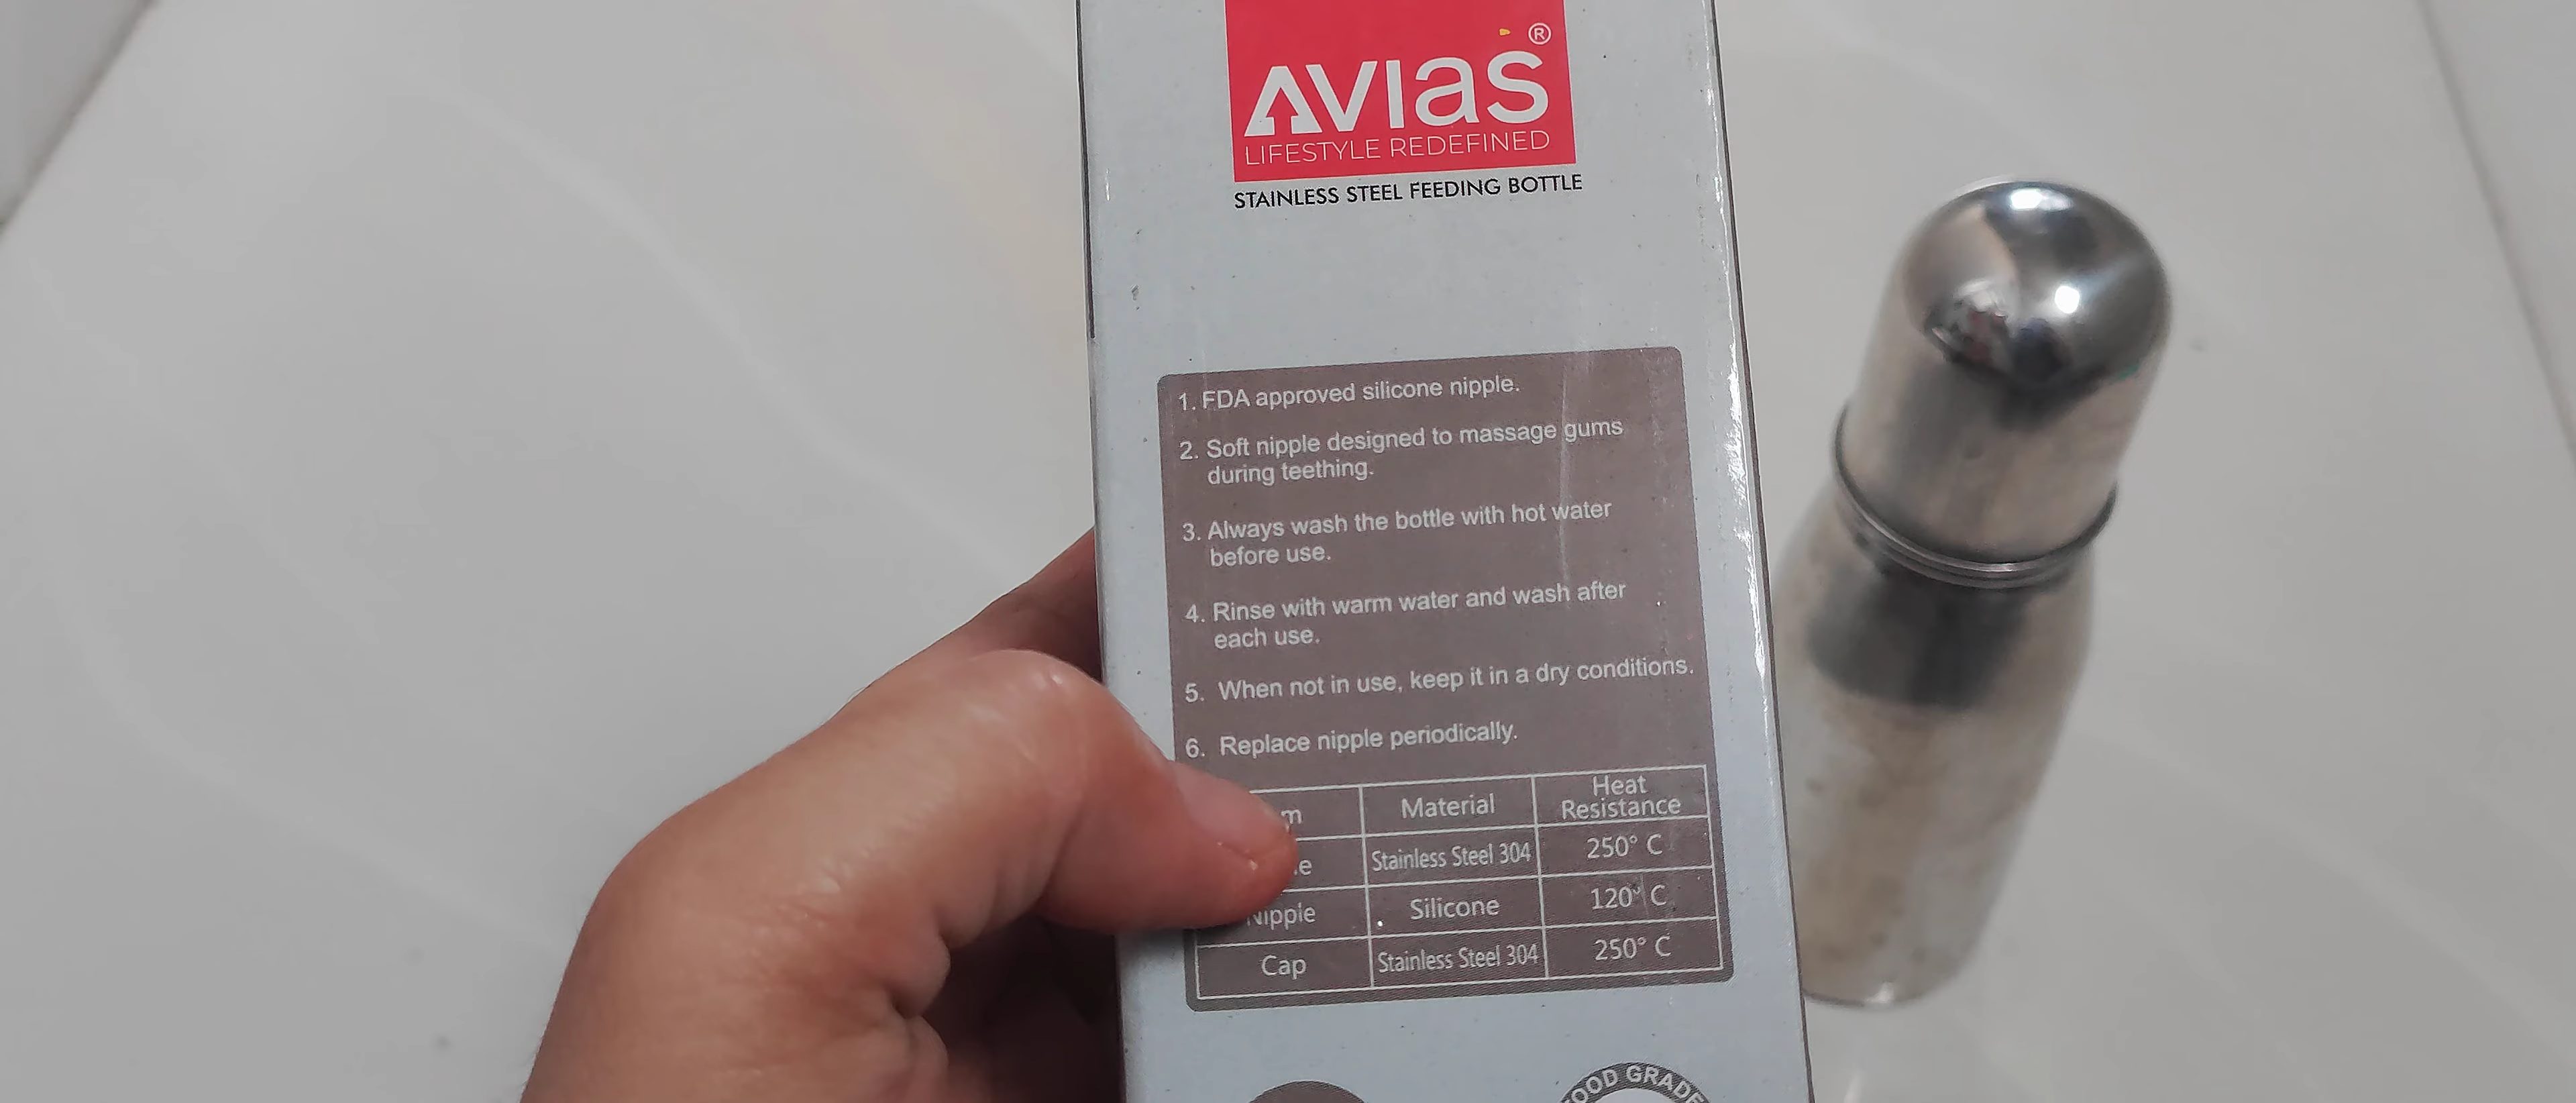 AVIAS®
LIFESTYLE REDEFINED
STAINLESS STEEL FEEDING BOTTLE
1. FDA approved silicone nipple.
2. Soft nipple designed to massage gums
during teething.
3. Always wash the bottle with hot water
before use.
4. Rinse with warm water and wash after
each use.
5. When not in use, keep it in a dry conditions.
6. Replace nipple periodically.
Material Heat
Resistance
Stainless Steel 304 250° C
Nipple Silicone 120° C
Cap Stainless Steel 304 250° C
GRADE